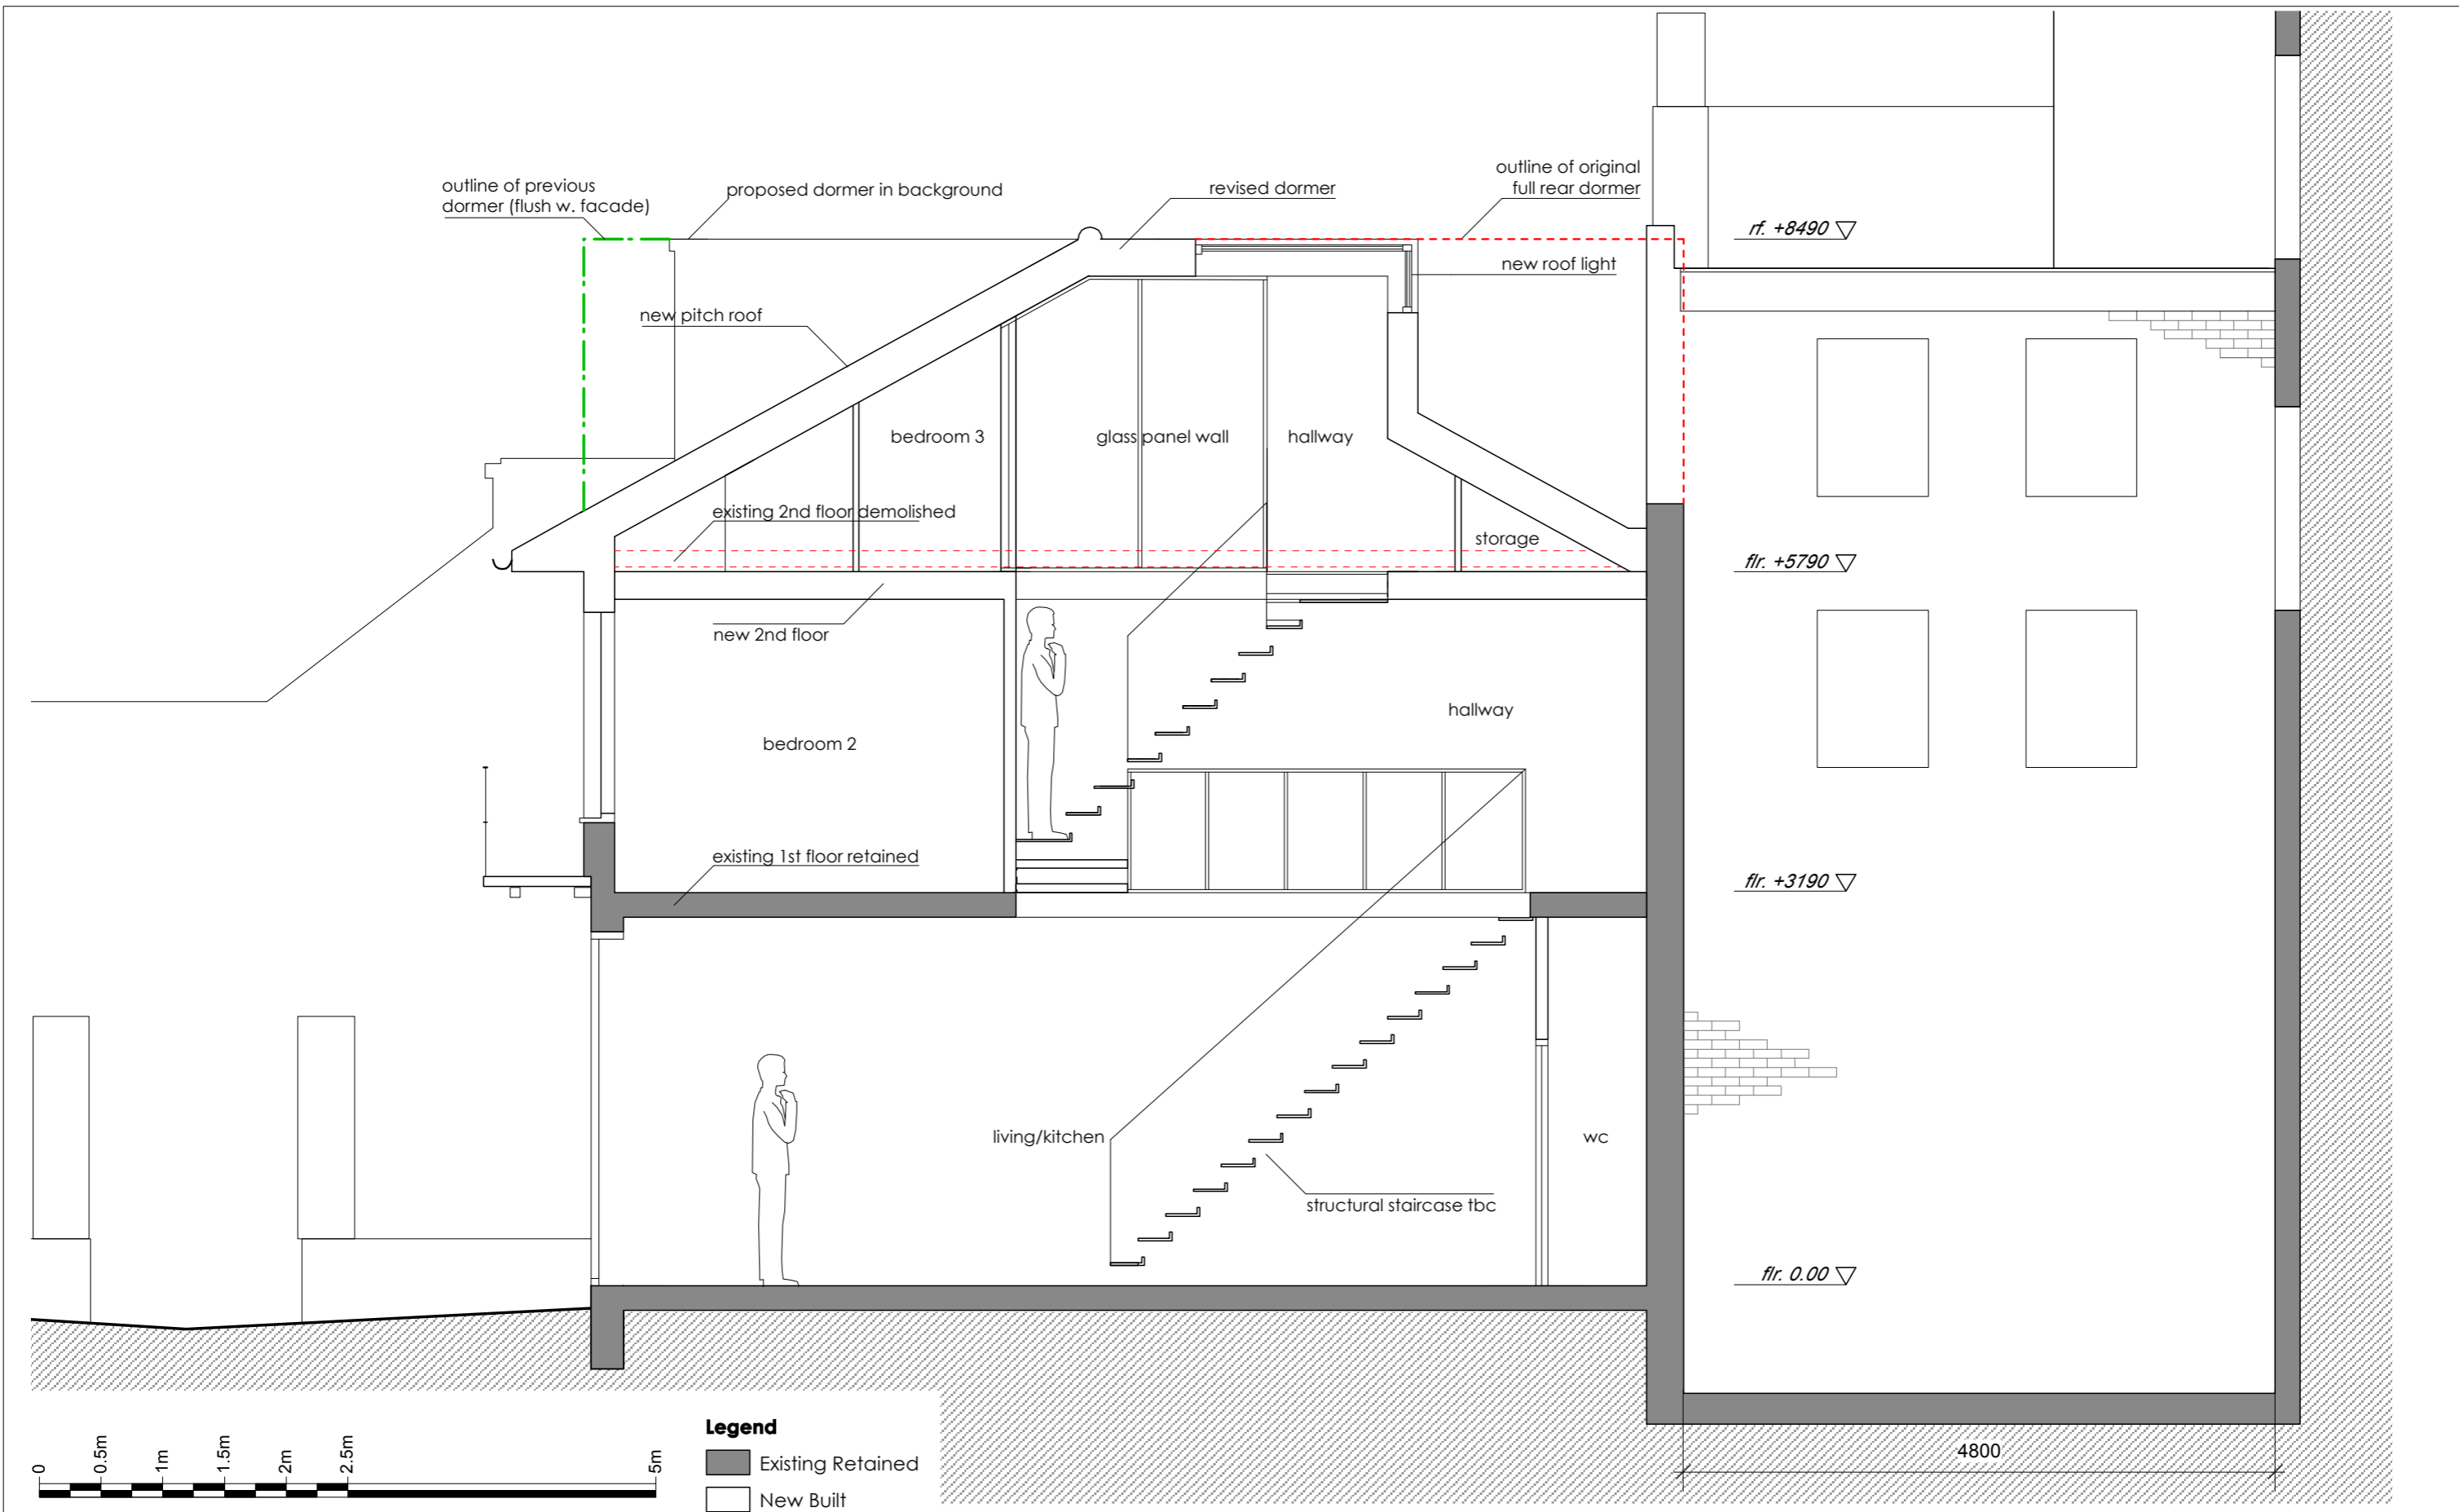 outline of previous
dormer (flush w. facade)
proposed dormer in background
revised dormer
outline of original
full rear dormer
rf. +8490
new roof light
new pitch roof
bedroom 3
glass panel wall
hallway
existing 2nd floor demolished
storage
flr. +5790
new 2nd floor
hallway
bedroom 2
existing 1st floor retained
flr. +3190
living/kitchen
wc
structural staircase tbc
flr. 0.00
Legend
Existing Retained
New Built
0
0.5m
1m
1.5m
2m
2.5m
5m
4800